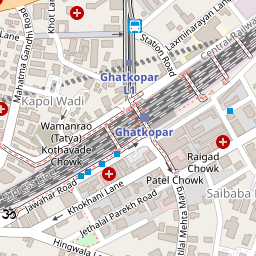 Khot Lane
Lane
Mahatma Gandhi Road
Laxminarayan Lane
Station Road
Central Railway
Ghatkopar
L1
Kapol Wadi
Ghatkopar
Wamanrao
(Tatya)
Kothavade
Chowk
Raigad
Chowk
Patel Chowk
Saibaba
Jawahar Road
Khokhani Lane
Jethalal Parekh Road
Hingwala Lane
Mehta Marg